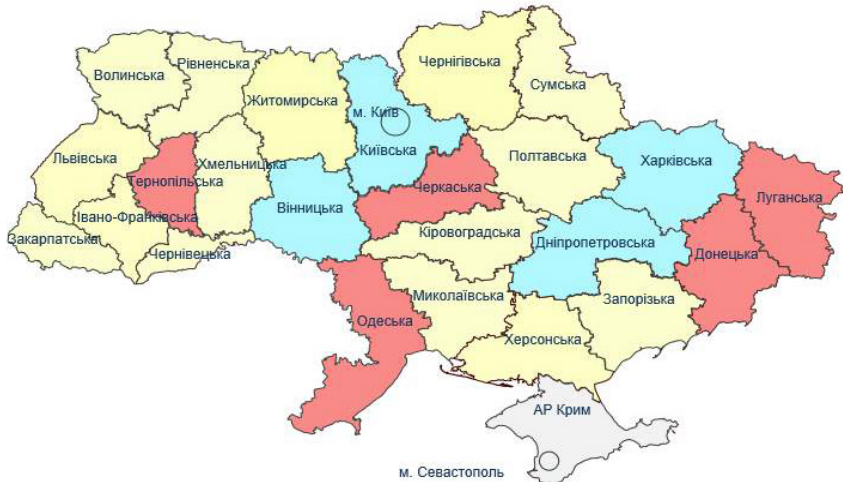 Волинська
Рівненська
Житомирська
Чернігівська
Сумська
м. Київ
Київська
Львівська
Тернопільська
Хмельницька
Полтавська
Харківська
Луганська
Черкаська
Вінницька
Івано-Франківська
Закарпатська
Чернівецька
Кіровоградська
Дніпропетровська
Донецька
Одеська
Миколаївська
Запорізька
Херсонська
АР Крим
м. Севастополь